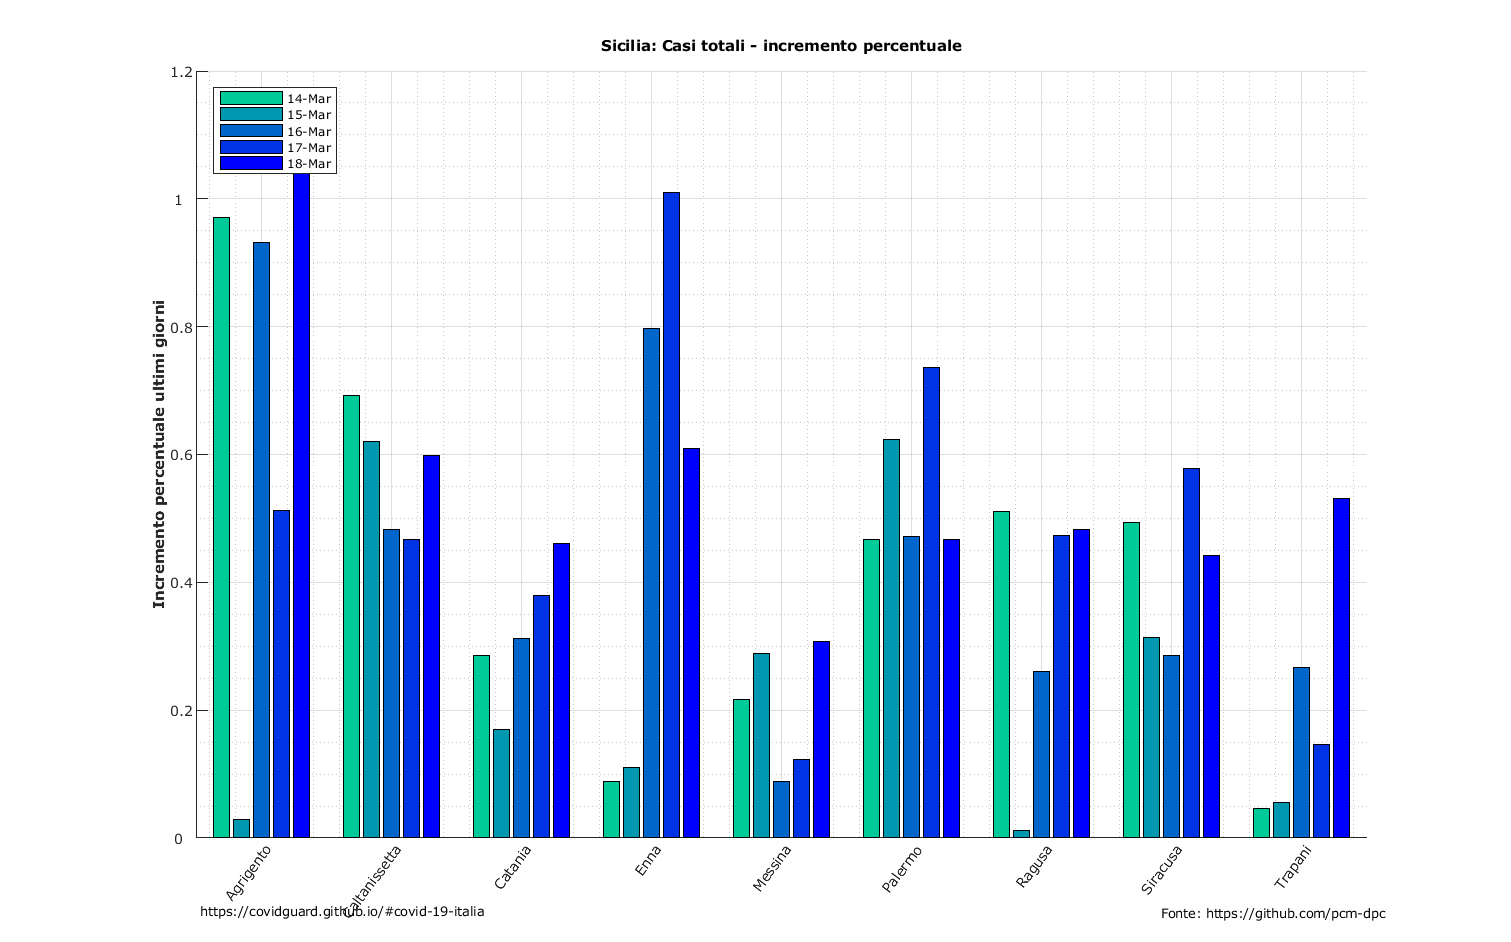 Sicilia: Casi totali - incremento percentuale
1.2
1
0.8
0.6
0.4
0.2
0
Incremento percentuale ultimi giorni
14-Mar
15-Mar
16-Mar
17-Mar
18-Mar
Agrigento
Caltanissetta
Catania
Enna
Messina
Palermo
Ragusa
Siracusa
Trapani
https://covidguard.github.io/#covid-19-italia
Fonte: https://github.com/pcm-dpc